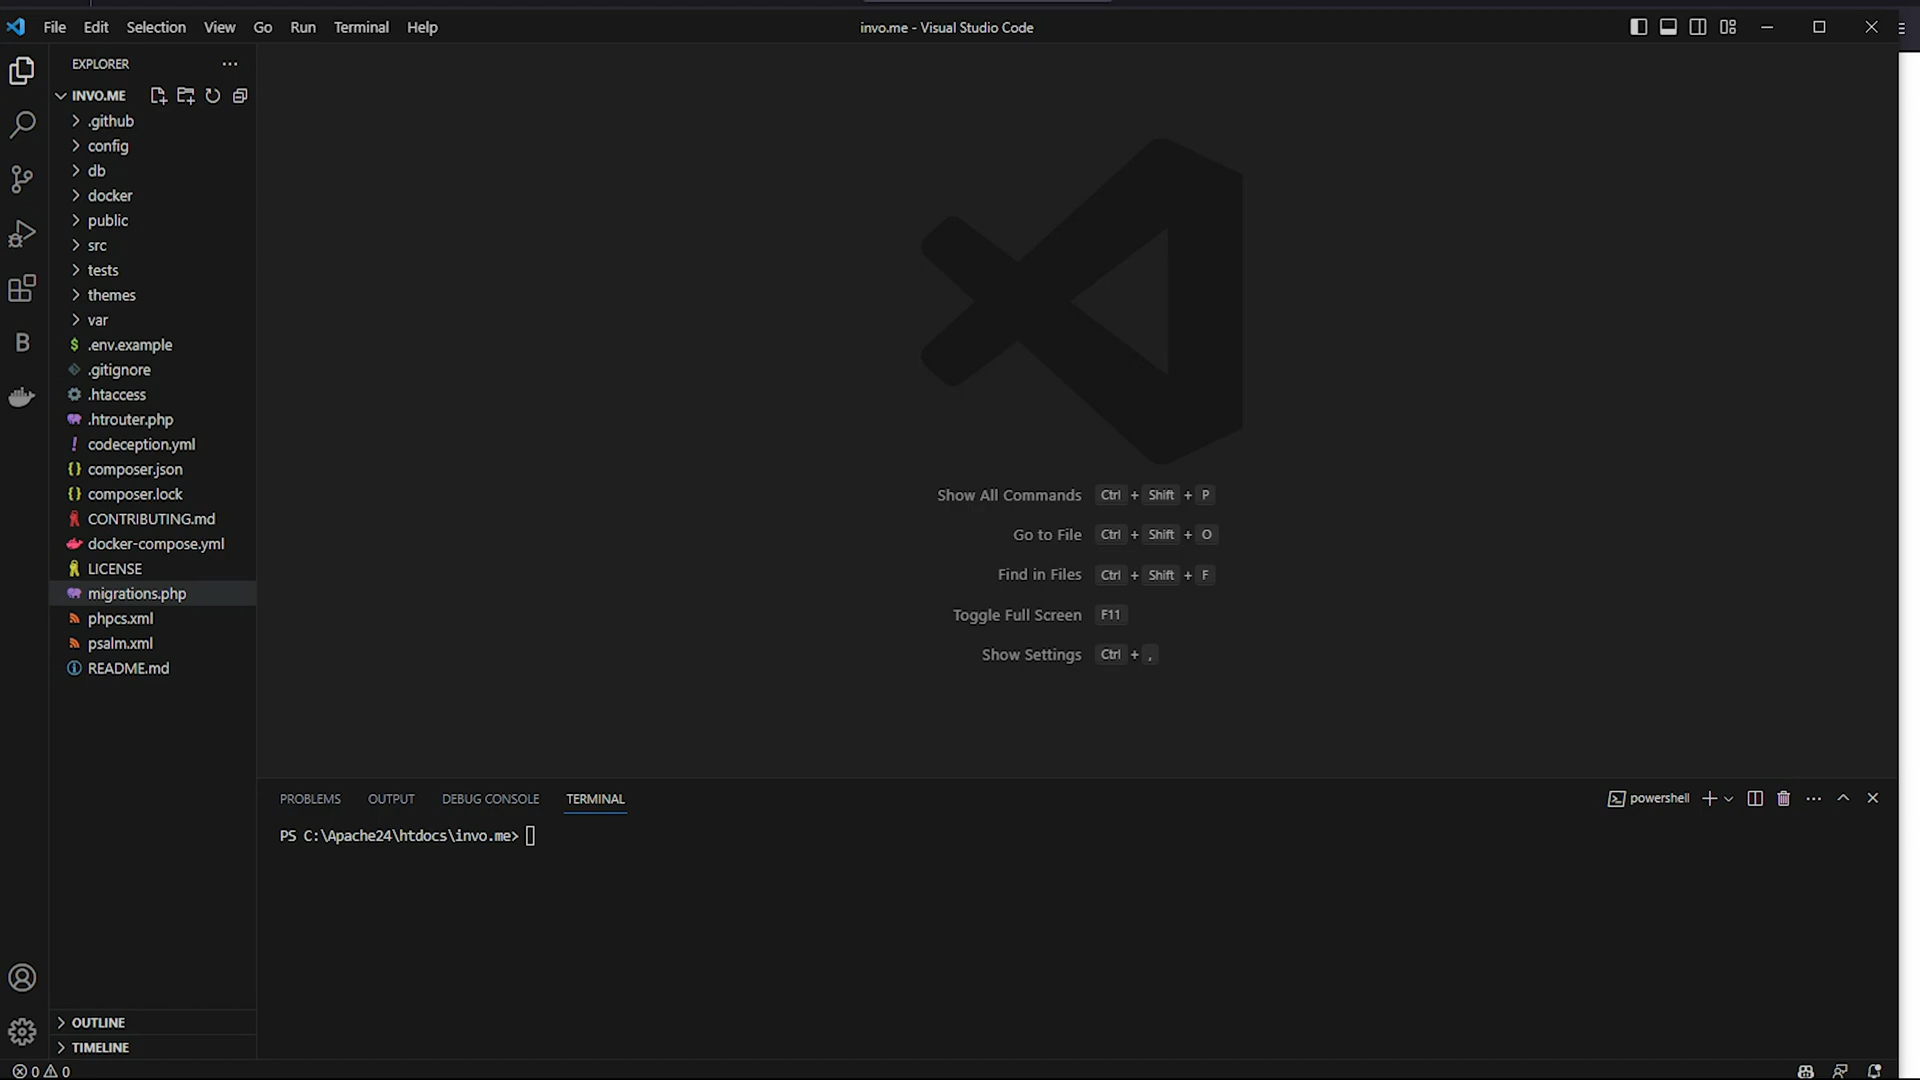 File Edit Selection View Go Run Terminal Help
invo.me - Visual Studio Code
EXPLORER
INVO.ME
.github
config
db
docker
public
src
tests
themes
var
$ .env.example
.gitignore
.htaccess
.htrouter.php
! codeception.yml
{} composer.json
{} composer.lock
CONTRIBUTING.md
docker-compose.yml
LICENSE
migrations.php
phpcs.xml
psalm.xml
README.md
B
Show All Commands Ctrl + Shift + P
Go to File Ctrl + Shift + O
Find in Files Ctrl + Shift + F
Toggle Full Screen F11
Show Settings Ctrl + ,
PROBLEMS OUTPUT DEBUG CONSOLE TERMINAL
powershell
PS C:\Apache24\htdocs\invo.me>
OUTLINE
TIMELINE
0 0